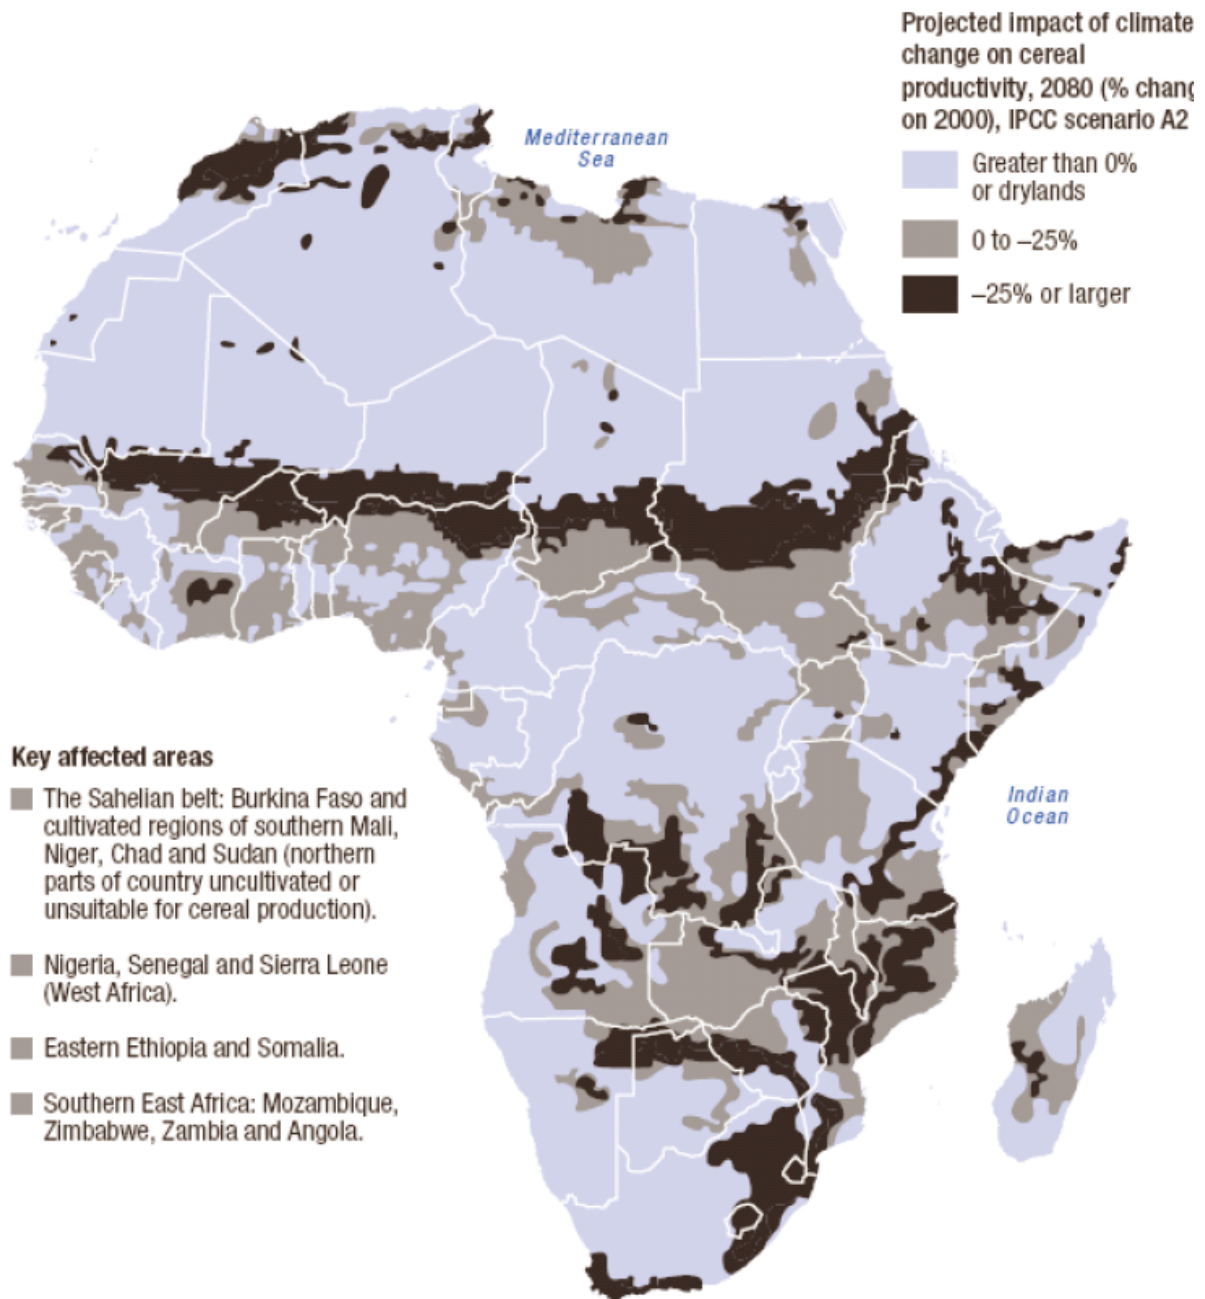 Projected impact of climate
change on cereal
productivity, 2080 (% chang
on 2000), IPCC scenario A2
Greater than 0%
or drylands
0 to –25%
–25% or larger
Mediterranean
Sea
Indian
Ocean
Key affected areas
The Sahelian belt: Burkina Faso and
cultivated regions of southern Mali,
Niger, Chad and Sudan (northern
parts of country uncultivated or
unsuitable for cereal production).
Nigeria, Senegal and Sierra Leone
(West Africa).
Eastern Ethiopia and Somalia.
Southern East Africa: Mozambique,
Zimbabwe, Zambia and Angola.